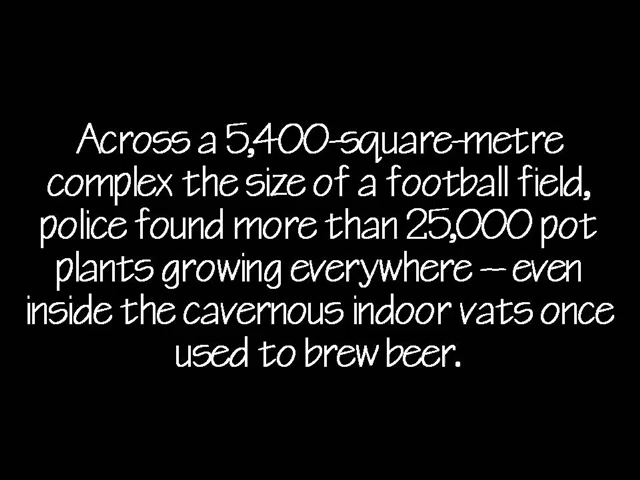 Across a 5,400-square-metre
complex the size of a football field,
police found more than 25,000 pot
plants growing everywhere – even
inside the cavernous indoor vats once
used to brew beer.